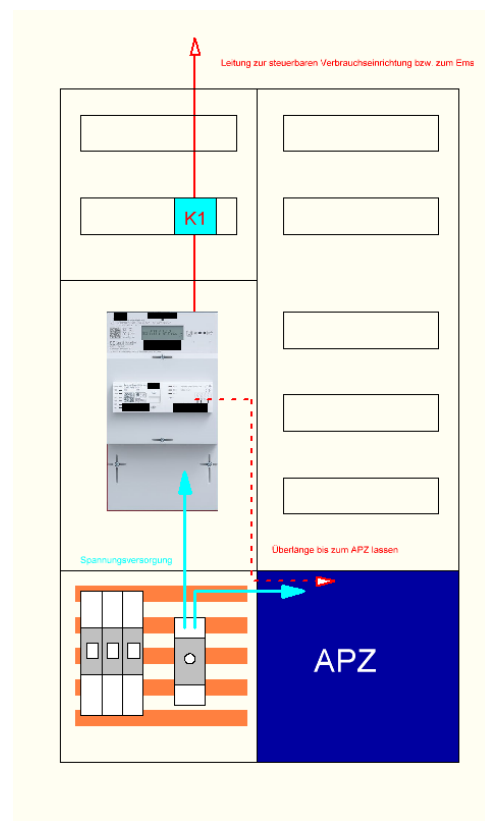 Leitung zur steuerbaren Verbrauchseinrichtung bzw. zum Ems
K1
Überlänge bis zum APZ lassen
Spannungsversorgung
APZ